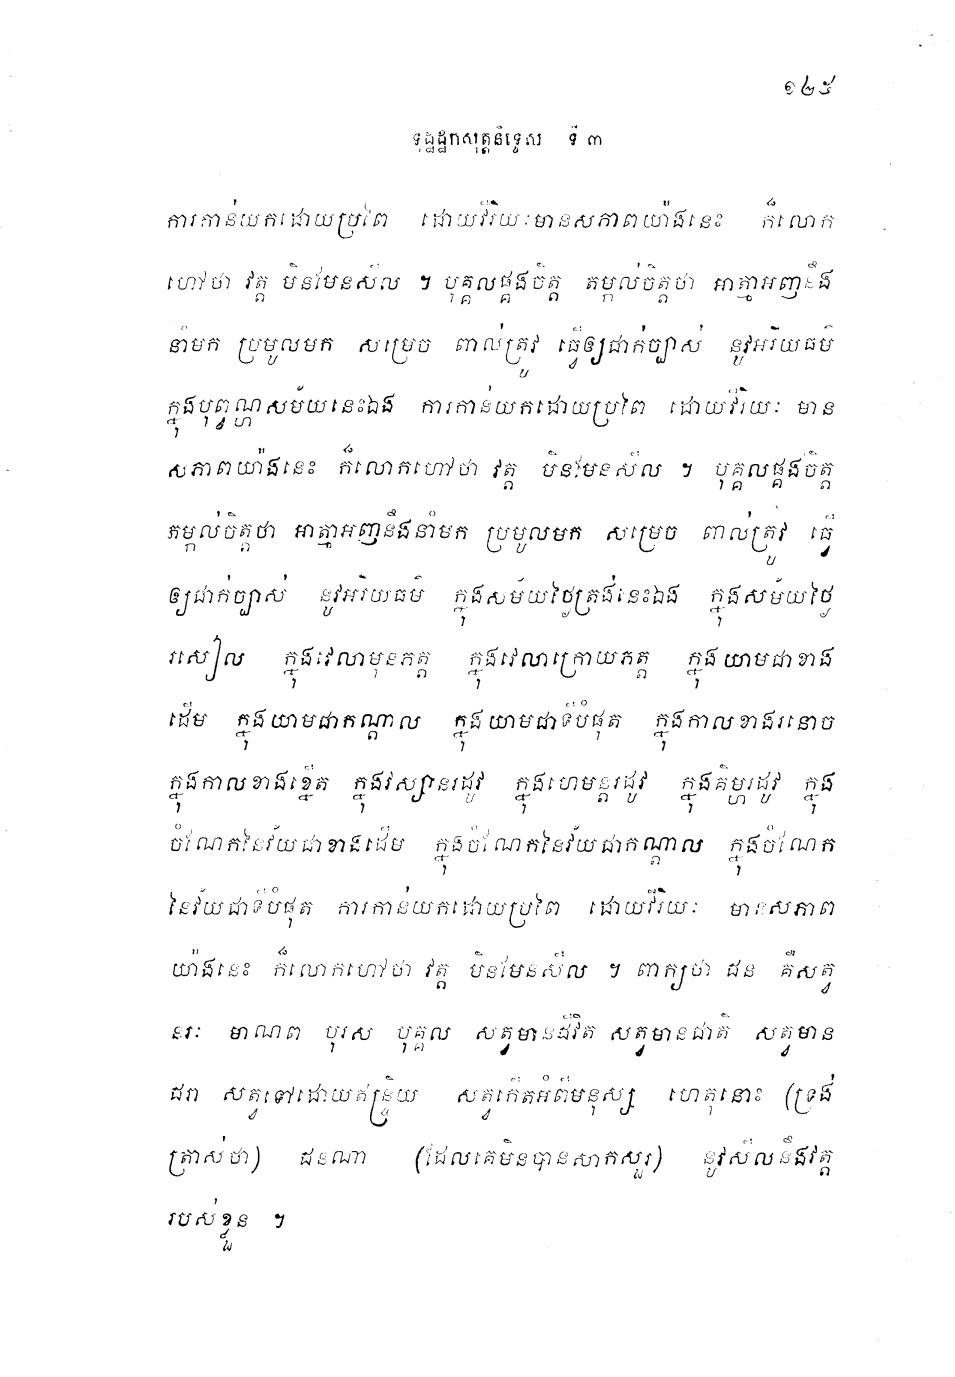 ១២៥
ទុដ្ឋដ្ឋកសុត្តនិទ្ទេស ទី ៣
ការកាន់យកដោយប្រពៃ ដោយវីរិយៈមានសភាពយ៉ាងនេះ ក៏លោក
ហៅថា វត្ត មិនមែនសីល ។ បុគ្គលផ្គងចិត្ត តម្កល់ចិត្តថា អាត្មាអញនឹង
នាំមក ប្រមូលមក សម្រេច ពាល់ត្រូវ ធ្វើឲ្យជាក់ច្បាស់ នូវអរិយធម៌
ក្នុងបុព្វណ្ហសម័យនេះឯង ការកាន់យកដោយប្រពៃ ដោយវីរិយៈ មាន
សភាពយ៉ាងនេះ ក៏លោកហៅថា វត្ត មិនមែនសីល ។ បុគ្គលផ្គងចិត្ត
តម្កល់ចិត្តថា អាត្មាអញនឹងនាំមក ប្រមូលមក សម្រេច ពាល់ត្រូវ ធ្វើ
ឲ្យជាក់ច្បាស់ នូវអរិយធម៌ ក្នុងសម័យថ្ងៃត្រង់នេះឯង ក្នុងសម័យថ្ងៃ
រសៀល ក្នុងវេលាមុនភត្ត ក្នុងវេលាក្រោយភត្ត ក្នុងយាមជាខាង
ដើម ក្នុងយាមជាកណ្តាល ក្នុងយាមជាទីបំផុត ក្នុងកាលខាងរនោច
ក្នុងកាលខាងខ្នើត ក្នុងវស្សានរដូវ ក្នុងហេមន្តរដូវ ក្នុងគិម្ហរដូវ ក្នុង
ចំណែកនៃវ័យជាខាងដើម ក្នុងចំណែកនៃវ័យជាកណ្តាល ក្នុងចំណែក
នៃវ័យជាទីបំផុត ការកាន់យកដោយប្រពៃ ដោយវីរិយៈ មានសភាព
យ៉ាងនេះ ក៏លោកហៅថា វត្ត មិនមែនសីល ។ ពាក្យថា ជន គឺសត្វ
នរៈ មាណព បុរស បុគ្គល សត្វមានជីវិត សត្វមានជាតិ សត្វមាន
ជរា សត្វទៅដោយឥន្ទ្រិយ សត្វកើតអំពីមនុស្ស ហេតុនោះ (ទ្រង់
ត្រាស់ថា) ជនណា (ដែលគេមិនបានសាកសួរ) នូវសីលនឹងវត្ត
របស់ខ្លួន ។